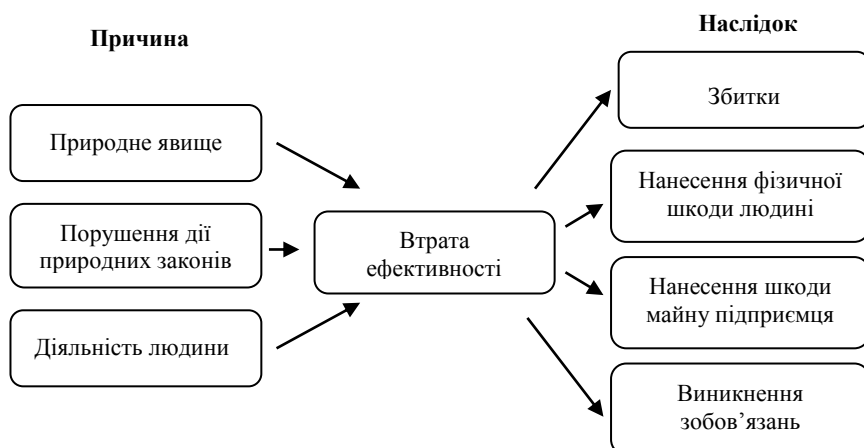 Причина
Природне явище
Порушення дії
природних законів
Діяльність людини
Втрата
ефективності
Наслідок
Збитки
Нанесення фізичної
шкоди людині
Нанесення шкоди
майну підприємця
Виникнення
зобов’язань